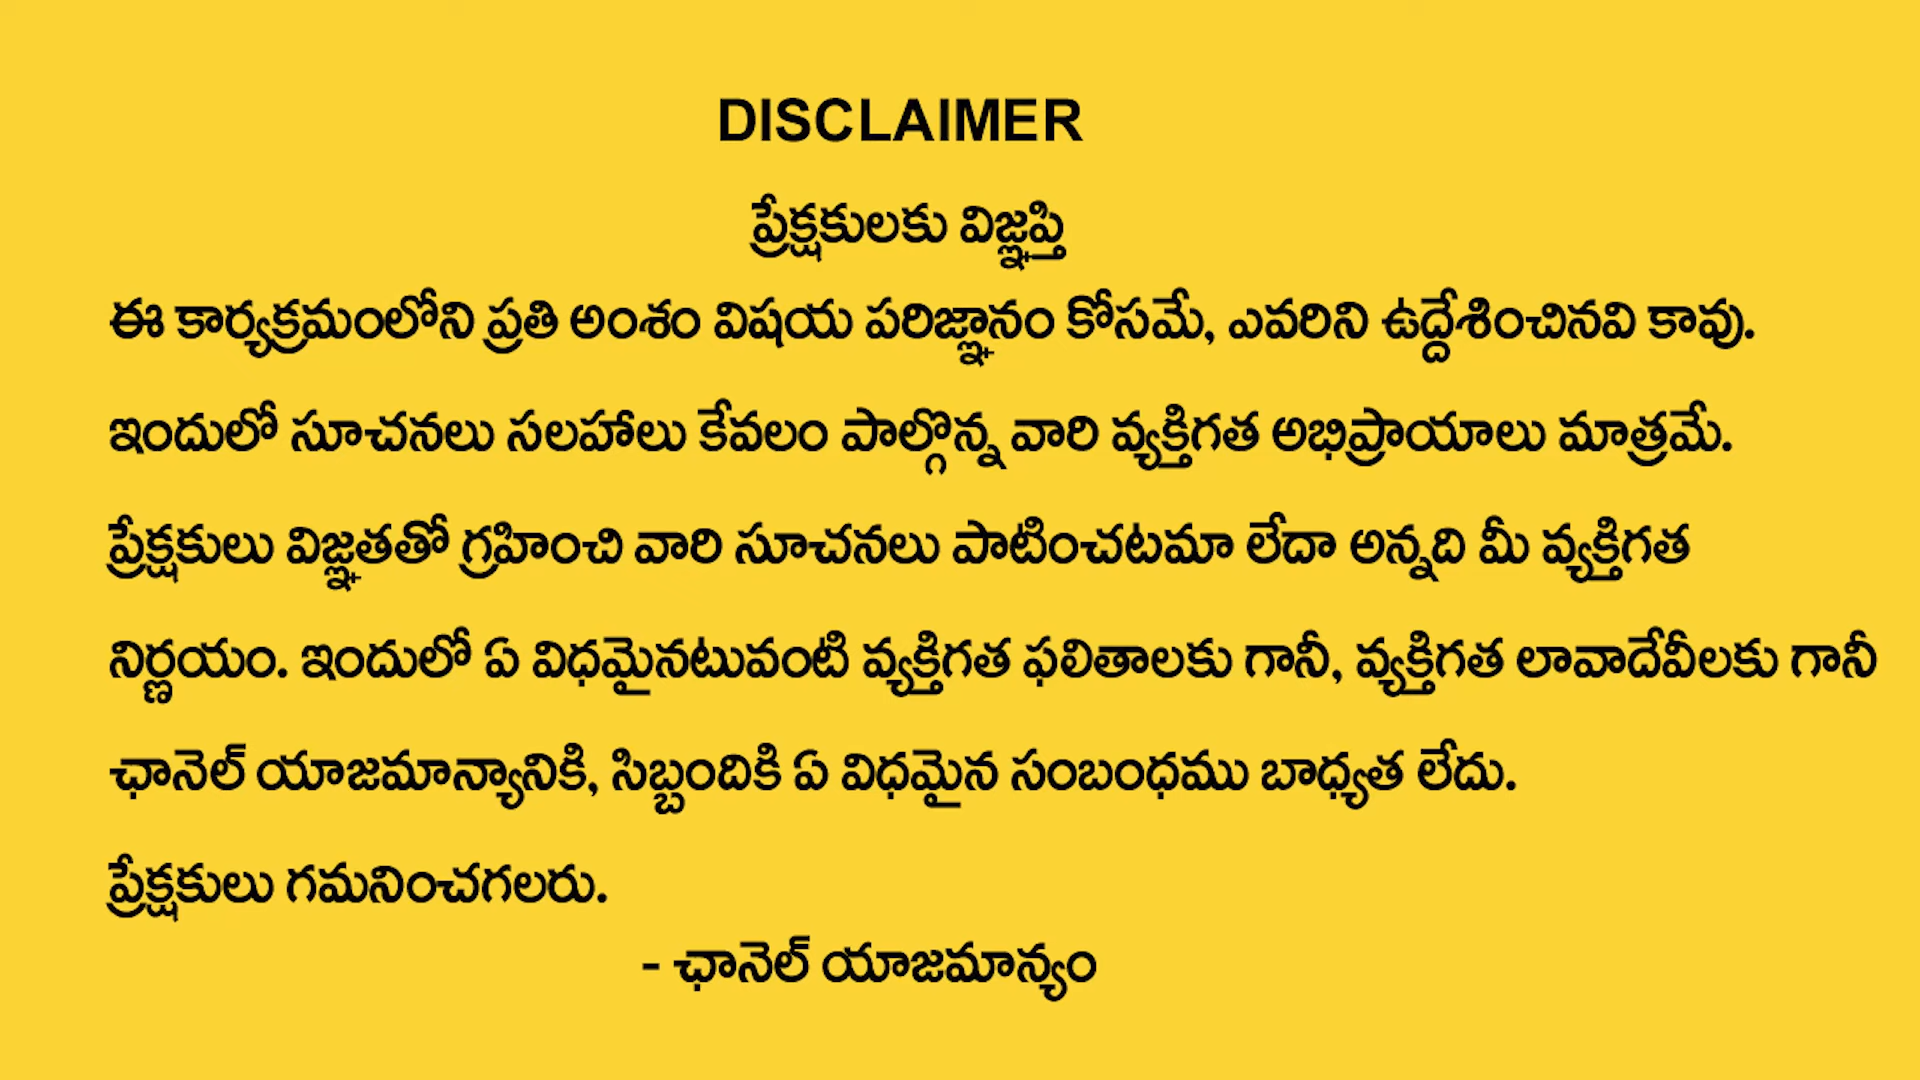 DISCLAIMER
ప్రేక్షకులకు విజ్ఞప్తి
ఈ కార్యక్రమంలోని ప్రతి అంశం విషయ పరిజ్ఞానం కోసమే, ఎవరిని ఉద్దేశించినవి కావు.
ఇందులో సూచనలు సలహాలు కేవలం పాల్గొన్న వారి వ్యక్తిగత అభిప్రాయాలు మాత్రమే.
ప్రేక్షకులు విజ్ఞతతో గ్రహించి వారి సూచనలు పాటించటమా లేదా అన్నది మీ వ్యక్తిగత
నిర్ణయం. ఇందులో ఏ విధమైనటువంటి వ్యక్తిగత ఫలితాలకు గానీ, వ్యక్తిగత లావాదేవీలకు గానీ
ఛానెల్ యాజమాన్యానికి, సిబ్బందికి ఏ విధమైన సంబంధము బాధ్యత లేదు.
ప్రేక్షకులు గమనించగలరు.
- ఛానెల్ యాజమాన్యం